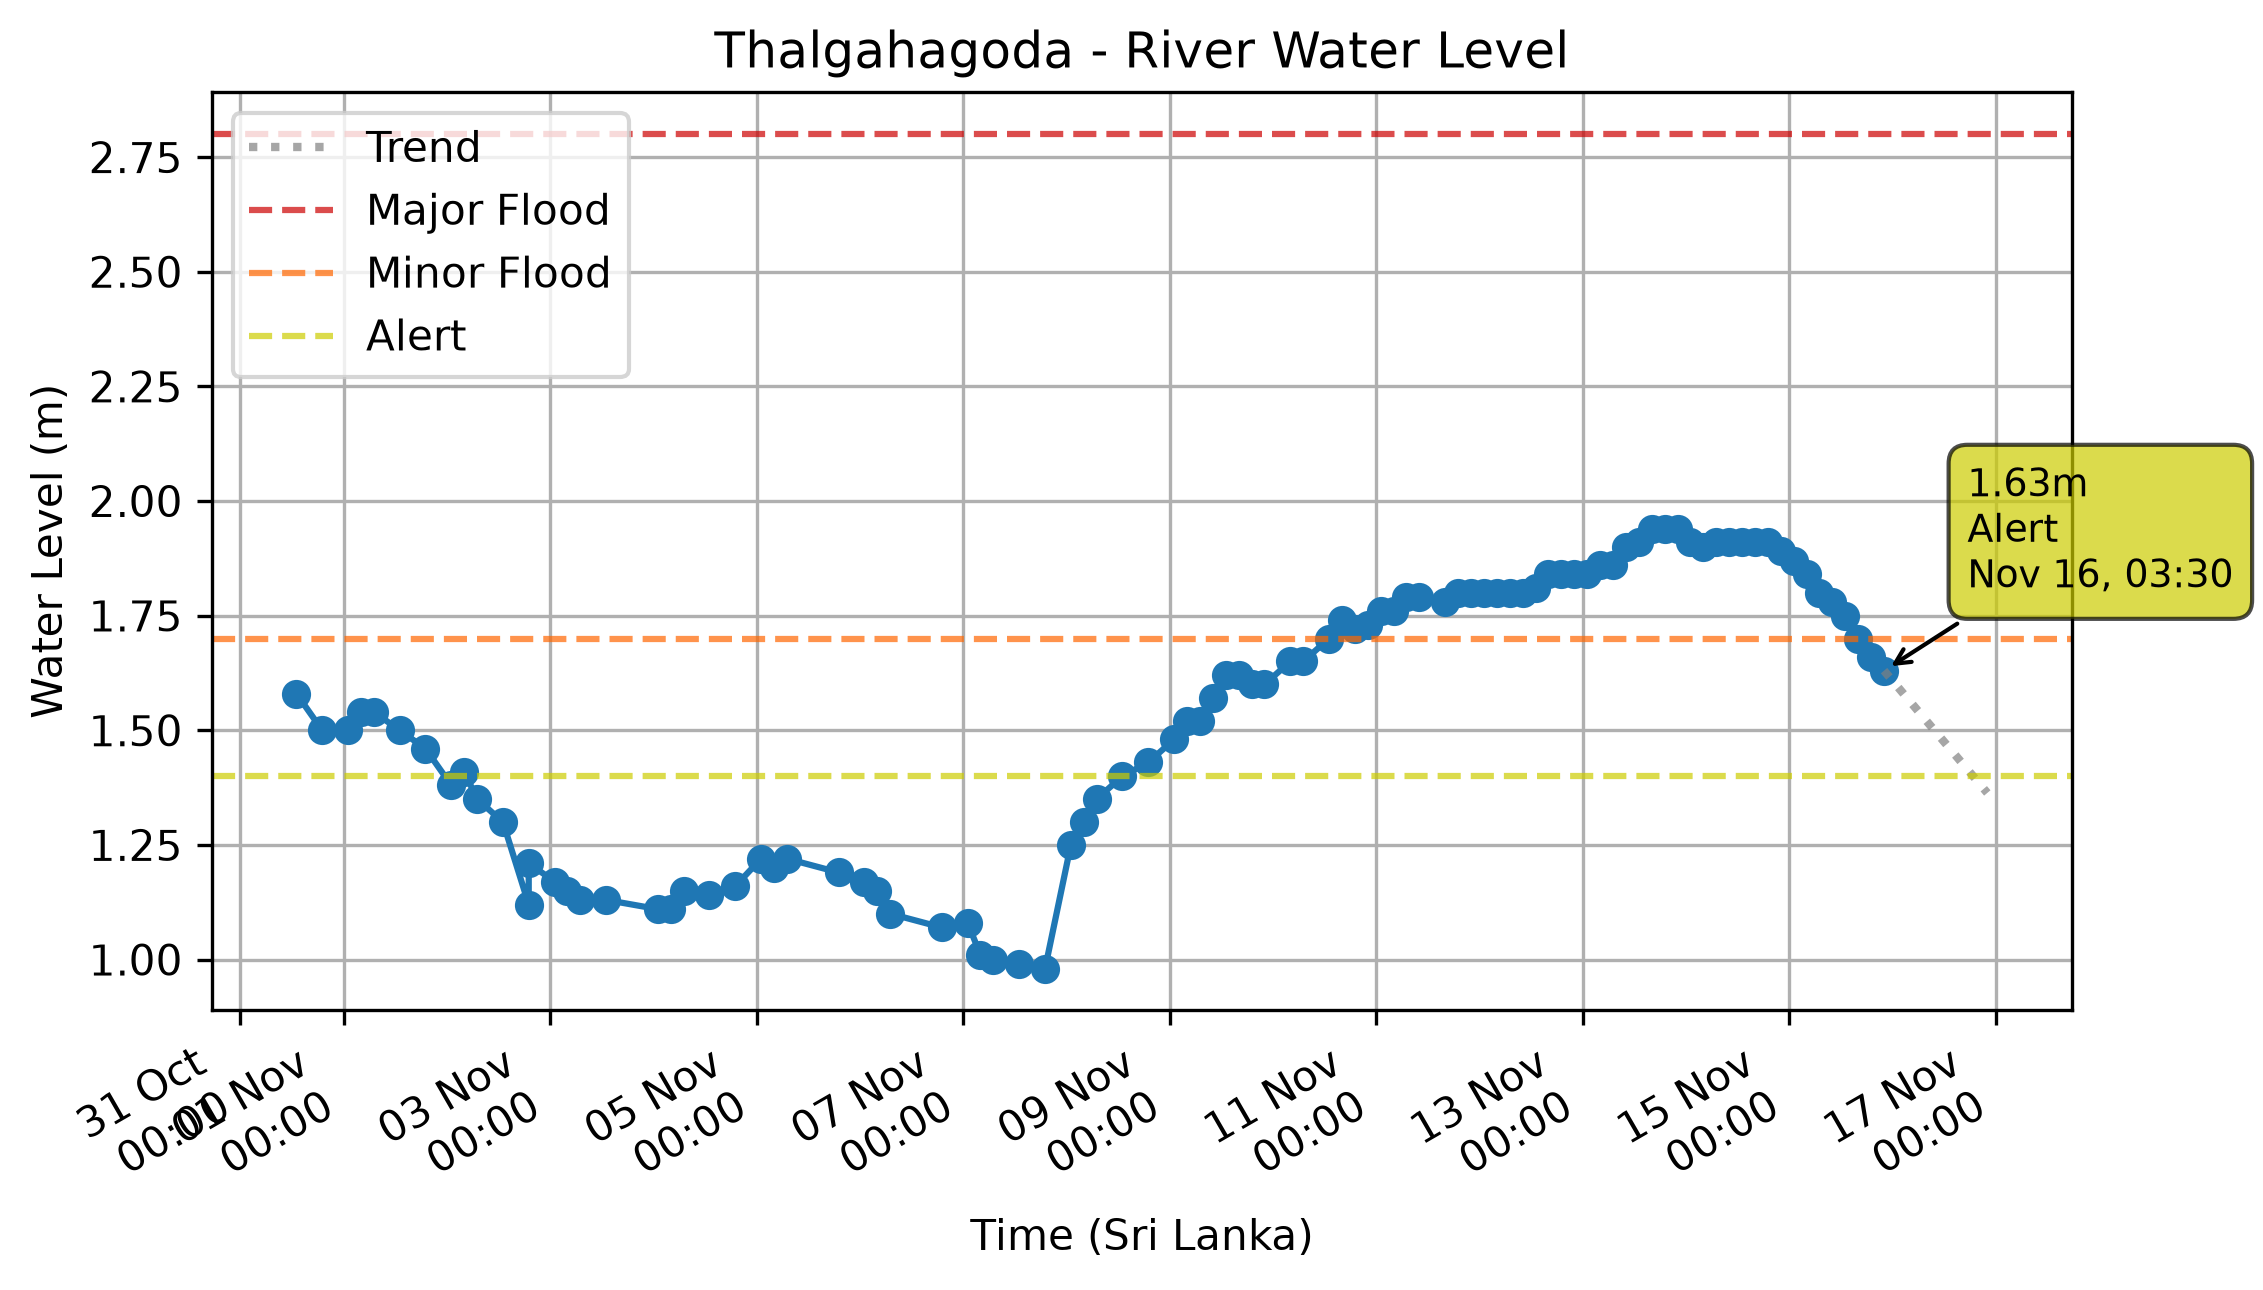 Thalgahagoda - River Water Level
Trend
Major Flood
Minor Flood
Alert
Water Level (m)
2.75
2.50
2.25
2.00
1.75
1.50
1.25
1.00
1.63m
Alert
Nov 16, 03:30
31 Oct
00:00
01 Nov
00:00
03 Nov
00:00
05 Nov
00:00
07 Nov
00:00
09 Nov
00:00
11 Nov
00:00
13 Nov
00:00
15 Nov
00:00
17 Nov
00:00
Time (Sri Lanka)